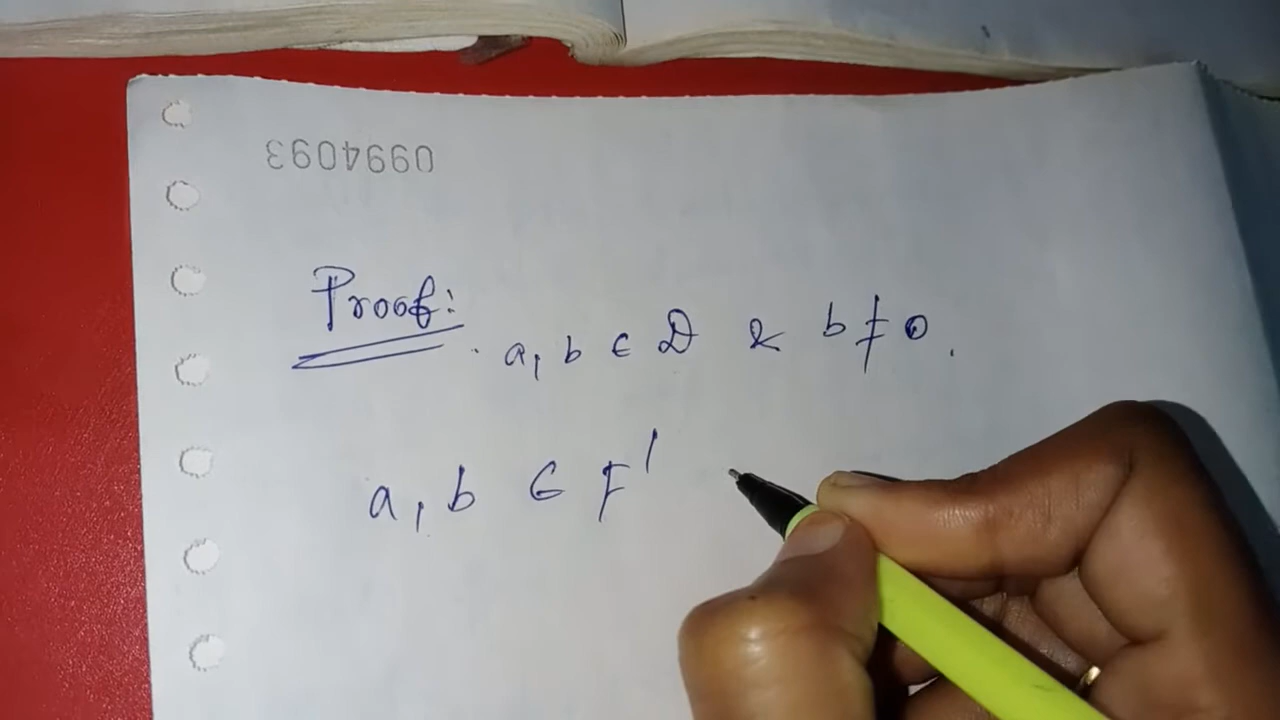 0994093
Proof:
a, b ∈ D & b ≠ 0.
a, b ∈ F'